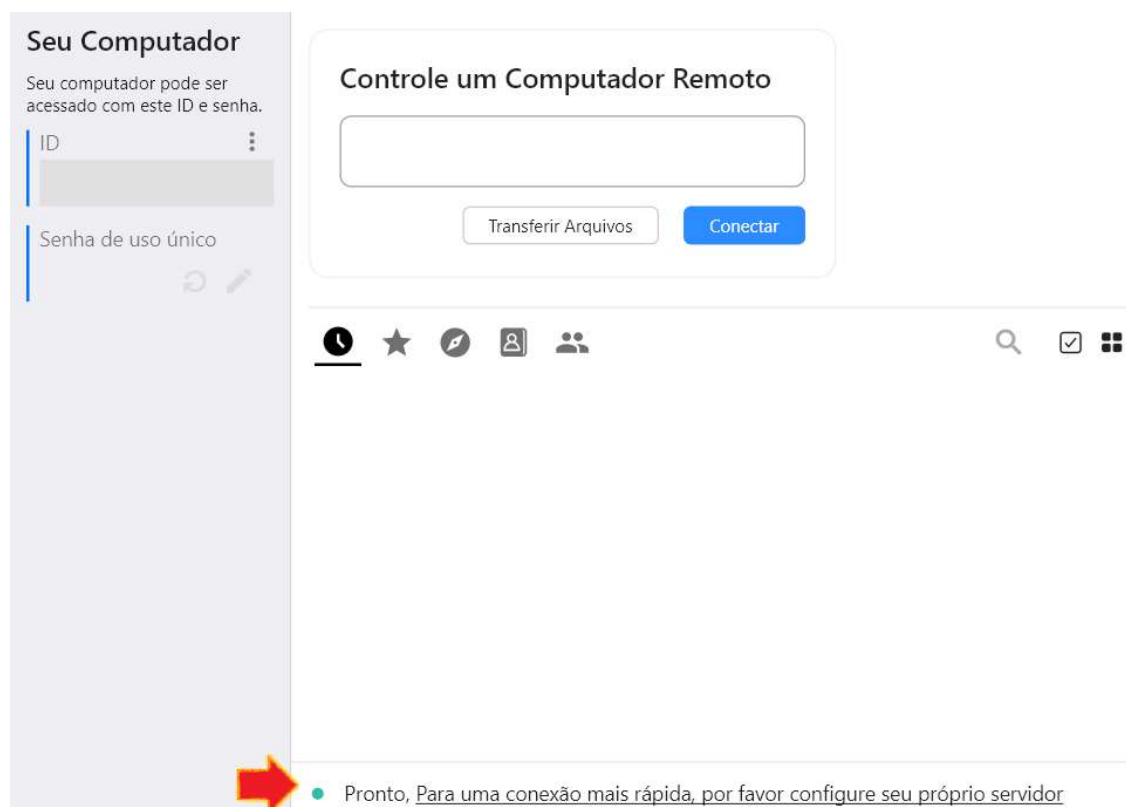 Seu Computador
Seu computador pode ser
acessado com este ID e senha.
ID
Senha de uso único
Controle um Computador Remoto
Transferir Arquivos
Conectar
Pronto, Para uma conexão mais rápida, por favor configure seu próprio servidor